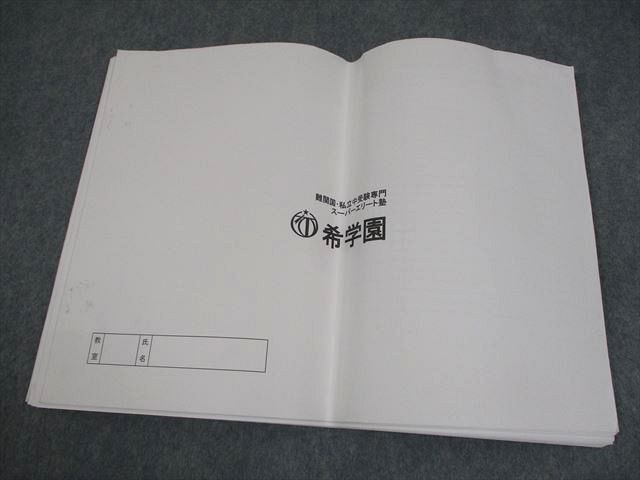 難関国・私立中受験専門
スーパーエリート塾
希学園
教室
氏名